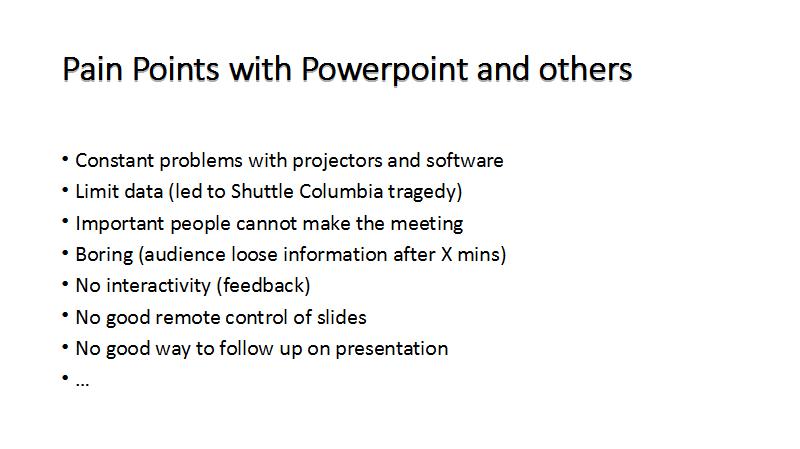 Pain Points with Powerpoint and others
• Constant problems with projectors and software
• Limit data (led to Shuttle Columbia tragedy)
• Important people cannot make the meeting
• Boring (audience loose information after X mins)
• No interactivity (feedback)
• No good remote control of slides
• No good way to follow up on presentation
• ...